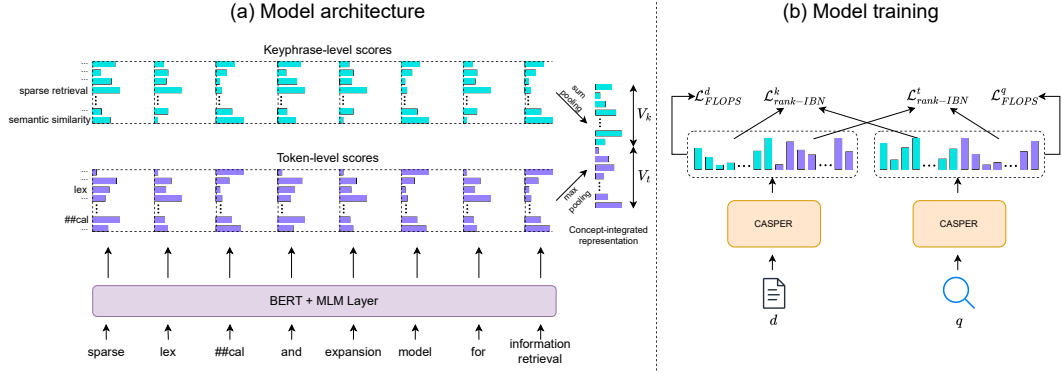 (a) Model architecture
Keyphrase-level scores
...
...
sparse retrieval
...
semantic similarity
sum
pooling
Token-level scores
...
lex
...
##cal
...
max
pooling
V_k
V_t
Concept-integrated
representation
BERT + MLM Layer
sparse
lex
##cal
and
expansion
model
for
information
retrieval
(b) Model training
L^d_FLOPS
L^k_rank-IBN
L^t_rank-IBN
L^q_FLOPS
...
...
...
...
CASPER
CASPER
d
q